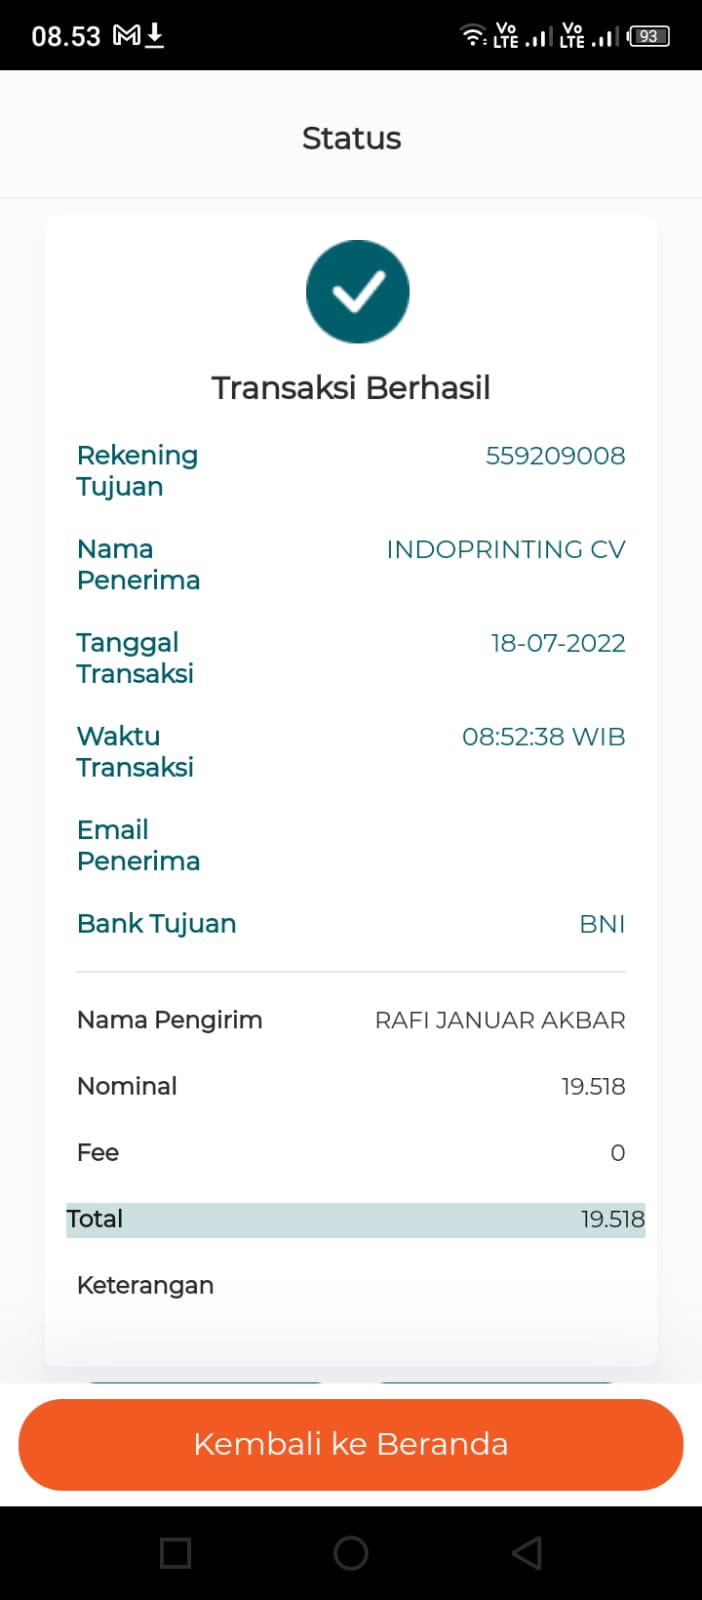 08.53
Vo LTE Vo LTE 93
Status
Transaksi Berhasil
Rekening Tujuan 559209008
Nama Penerima INDOPRINTING CV
Tanggal Transaksi 18-07-2022
Waktu Transaksi 08:52:38 WIB
Email Penerima
Bank Tujuan BNI
Nama Pengirim RAFI JANUAR AKBAR
Nominal 19.518
Fee 0
Total 19.518
Keterangan
Kembali ke Beranda